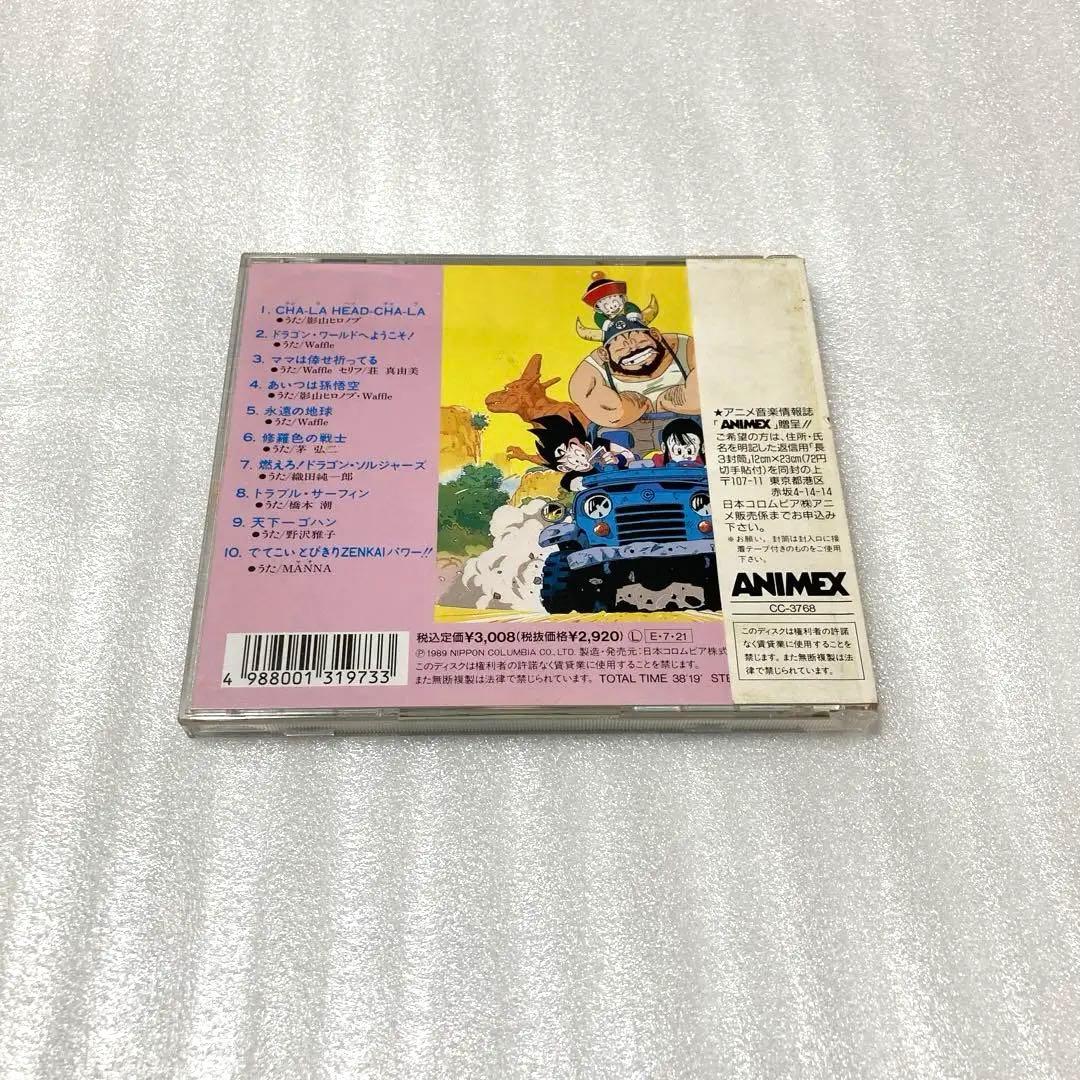 1. CHA-LA HEAD-CHA-LA
●うた/影山ヒロノブ
2. ドラゴン・ワールドへようこそ!
●うた/Waffle
3. ママは倖せ祈ってる
●うた/Waffle セリフ/荘 真由美
4. あいつは孫悟空
●うた/影山ヒロノブ・Waffle
5. 永遠の地球
●うた/Waffle
6. 修羅色の戦士
●うた/茅 弘二
7. 燃えろ!ドラゴン・ソルジャーズ
●うた/織田純一郎
8. トラブル・サーフィン
●うた/橋本 潮
9. 天下一ゴハン
●うた/野沢雅子
10. でてこいとびきりZENKAIパワー!!
●うた/MANNA
4 988001 319733
税込定価¥3,008(税抜価格¥2,920) Ⓛ E・7・21
Ⓟ1989 NIPPON COLUMBIA CO., LTD. 製造・発売元:日本コロムビア株式
このディスクは権利者の許諾なく賃貸業に使用することを禁じます。
また無断複製は法律で禁じられています。 TOTAL TIME 38′19″ STE
★アニメ音楽情報誌
「ANIMEX」贈呈!!
ご希望の方は、住所・氏
名を明記した返信用「長
3封筒」12cm×23cm(72円
切手貼付)を同封の上
〒107-11 東京都港区
赤坂4-14-14
日本コロムビア(株)アニ
メ販売係までお申込み
下さい。
※お願い。封筒は封入口に接
着テープ付きのものをご使用
下さい。
ANIMEX
CC-3768
このディスクは権利者の許諾
なく賃貸業に使用することを
禁じます。また無断複製は法
律で禁じられています。